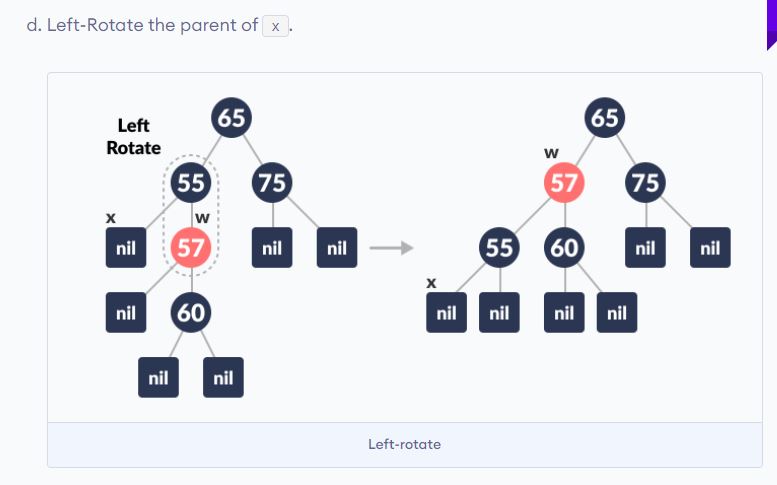 d. Left-Rotate the parent of x.
Left
Rotate
65
55
75
x
w
nil
57
nil
nil
nil
60
nil
nil
65
w
57
75
55
60
nil
nil
x
nil
nil
nil
nil
Left-rotate